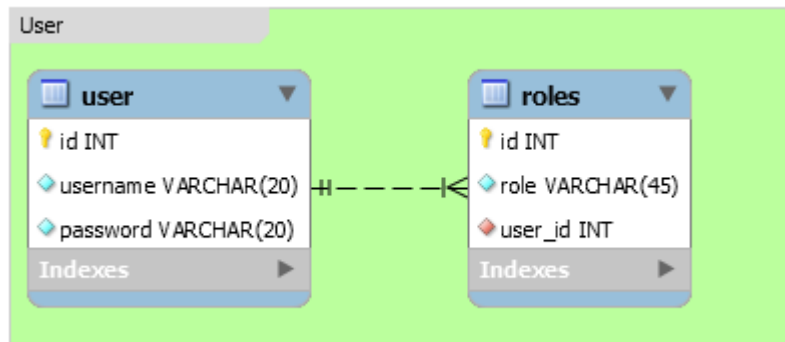 User
user
id INT
username VARCHAR(20)
password VARCHAR(20)
Indexes
roles
id INT
role VARCHAR(45)
user_id INT
Indexes